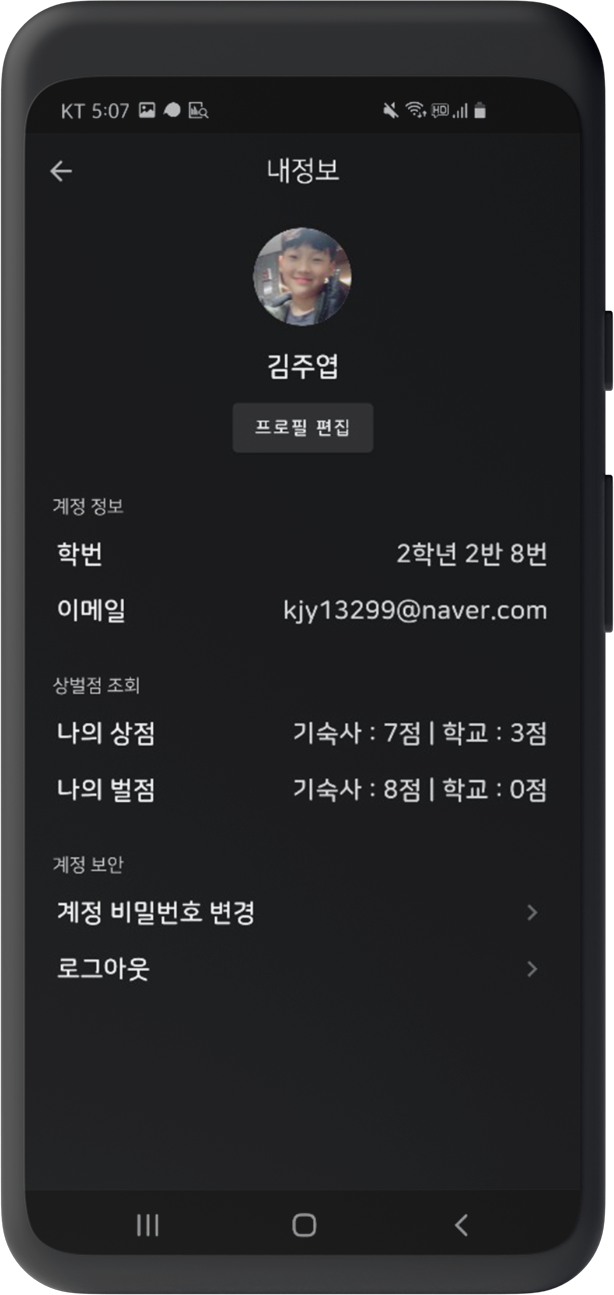 KT 5:07 HD
내정보
김주엽
프로필 편집
계정 정보
학번 2학년 2반 8번
이메일 kjy13299@naver.com
상벌점 조회
나의 상점 기숙사 : 7점 | 학교 : 3점
나의 벌점 기숙사 : 8점 | 학교 : 0점
계정 보안
계정 비밀번호 변경
로그아웃